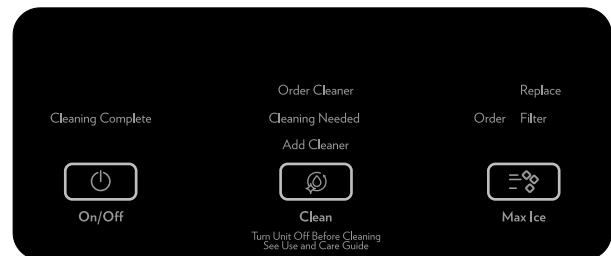 Order Cleaner
Replace
Cleaning Complete
Cleaning Needed
Order Filter
Add Cleaner
On/Off
Clean
Max Ice
Turn Unit Off Before Cleaning
See Use and Care Guide